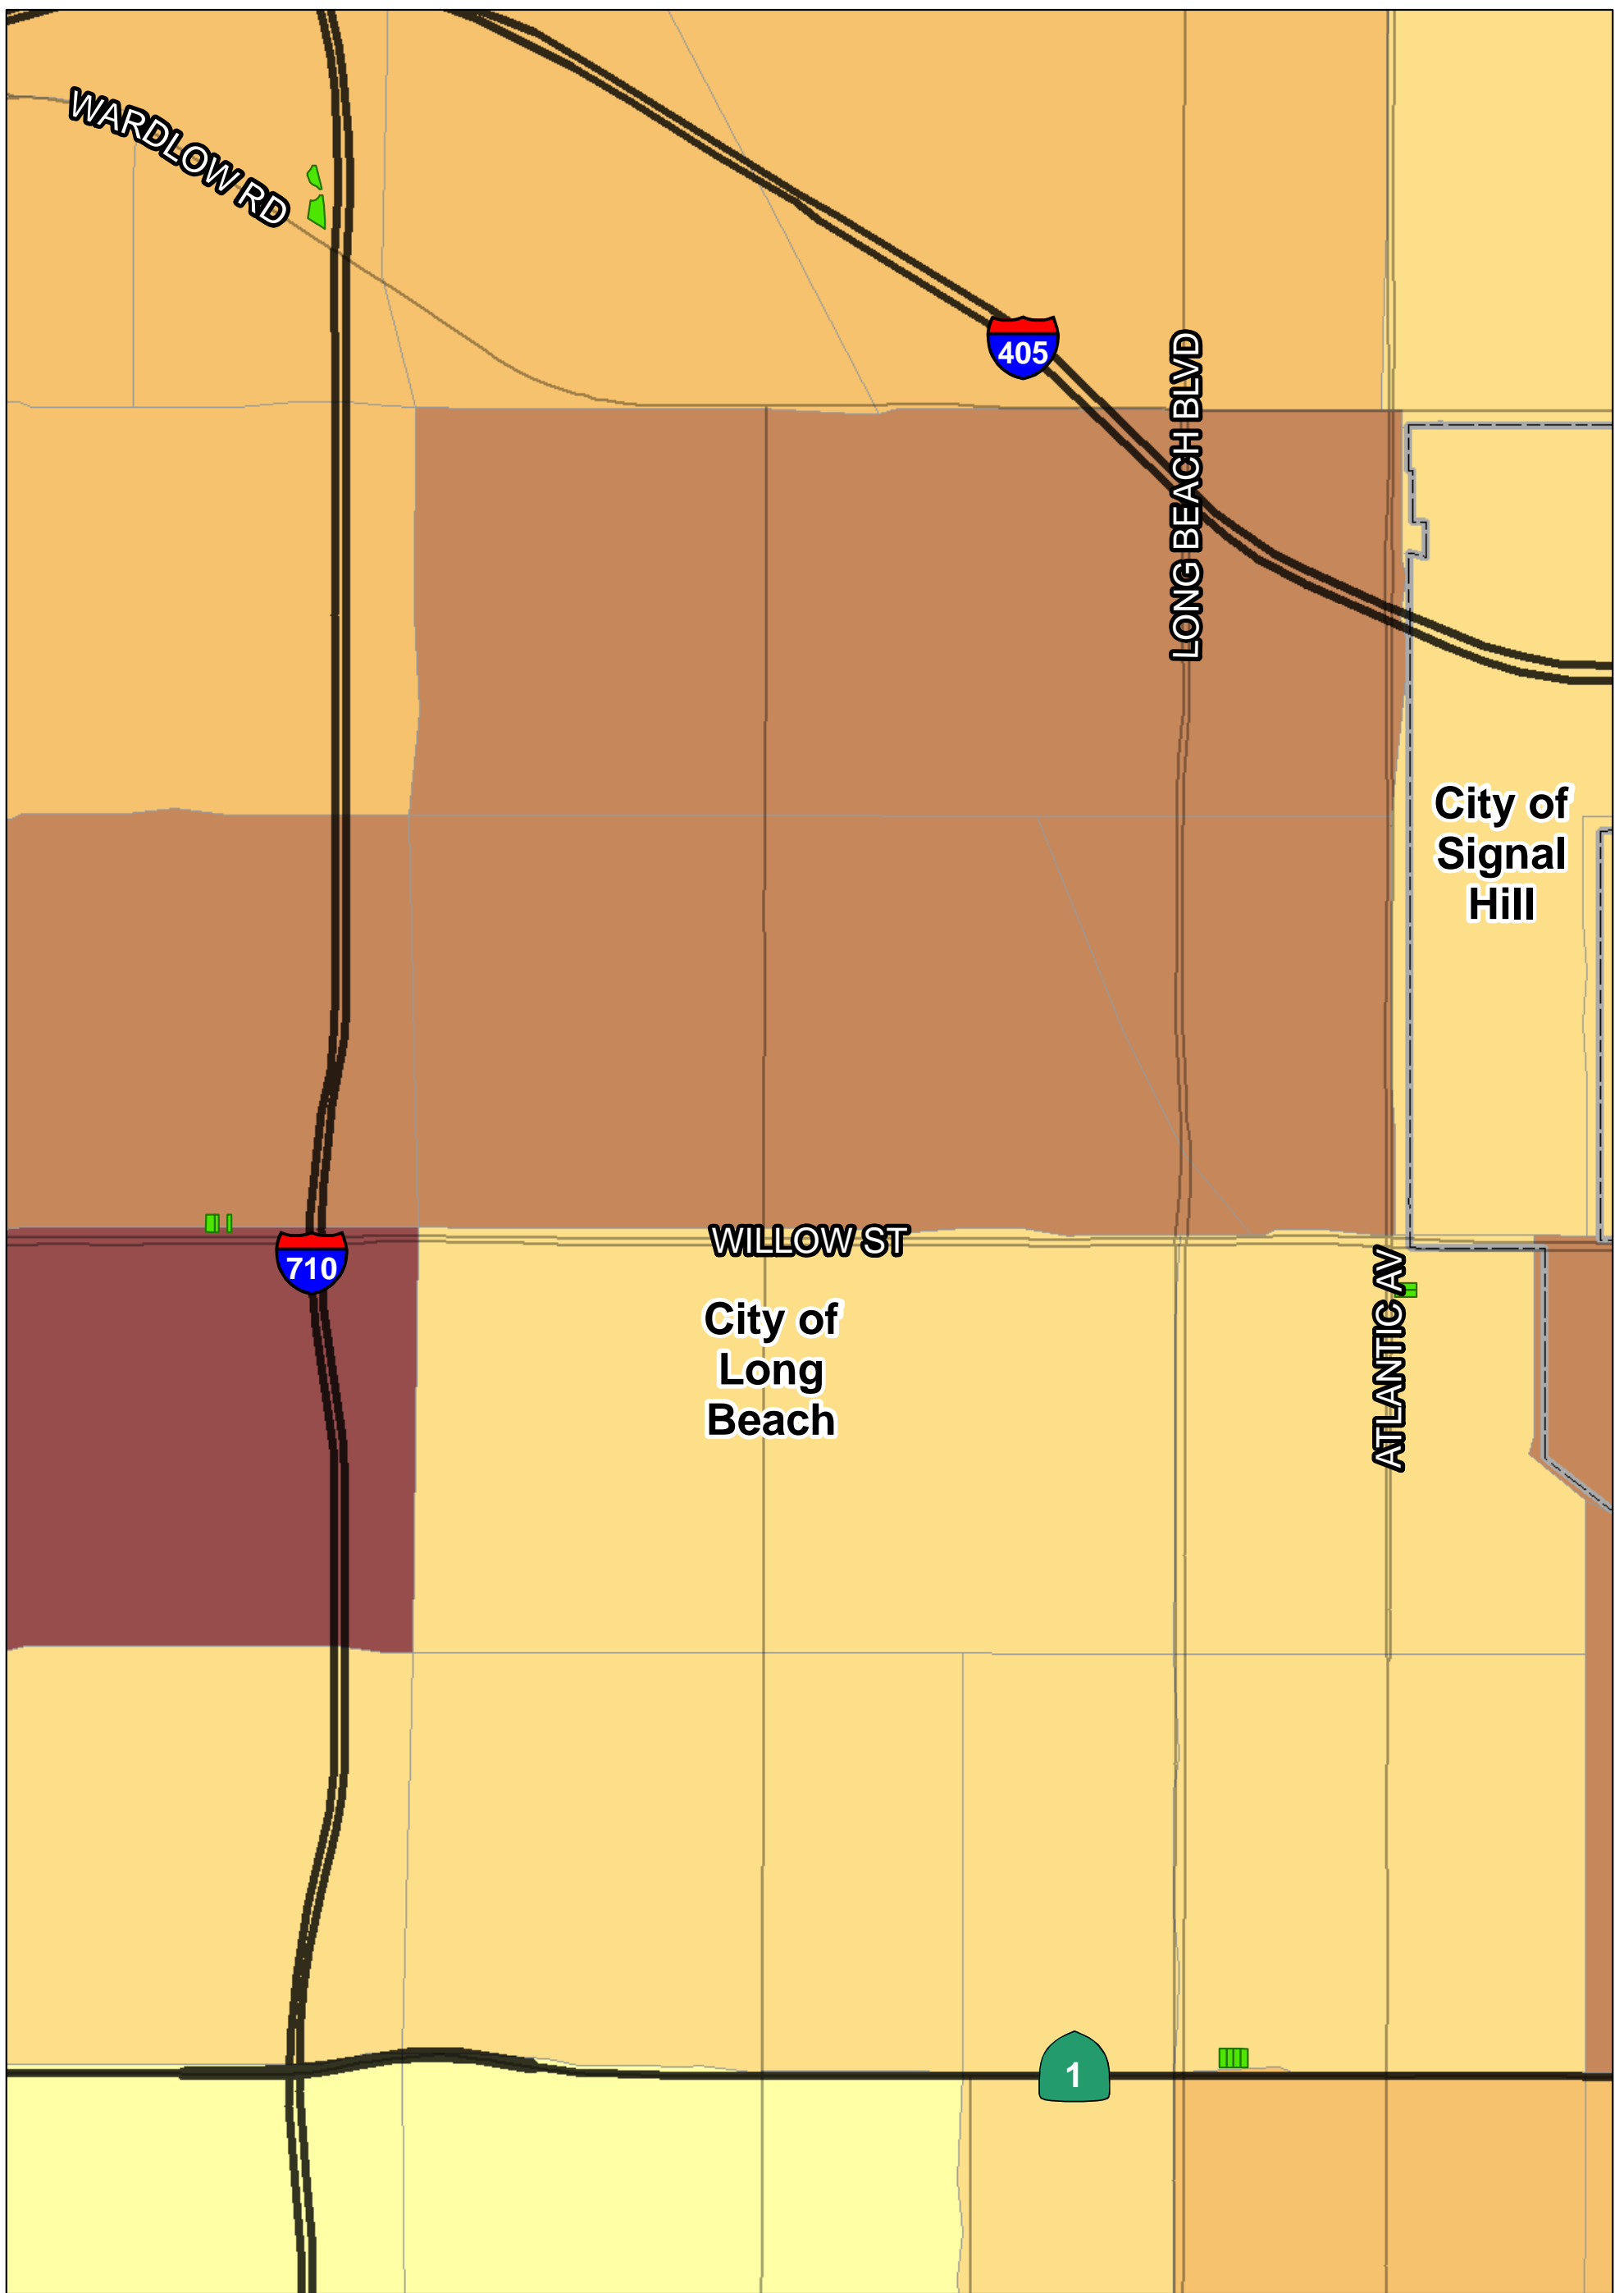 WARDLOW RD
405
LONG BEACH BLVD
City of
Signal
Hill
WILLOW ST
710
City of
Long
Beach
ATLANTIC AV
1